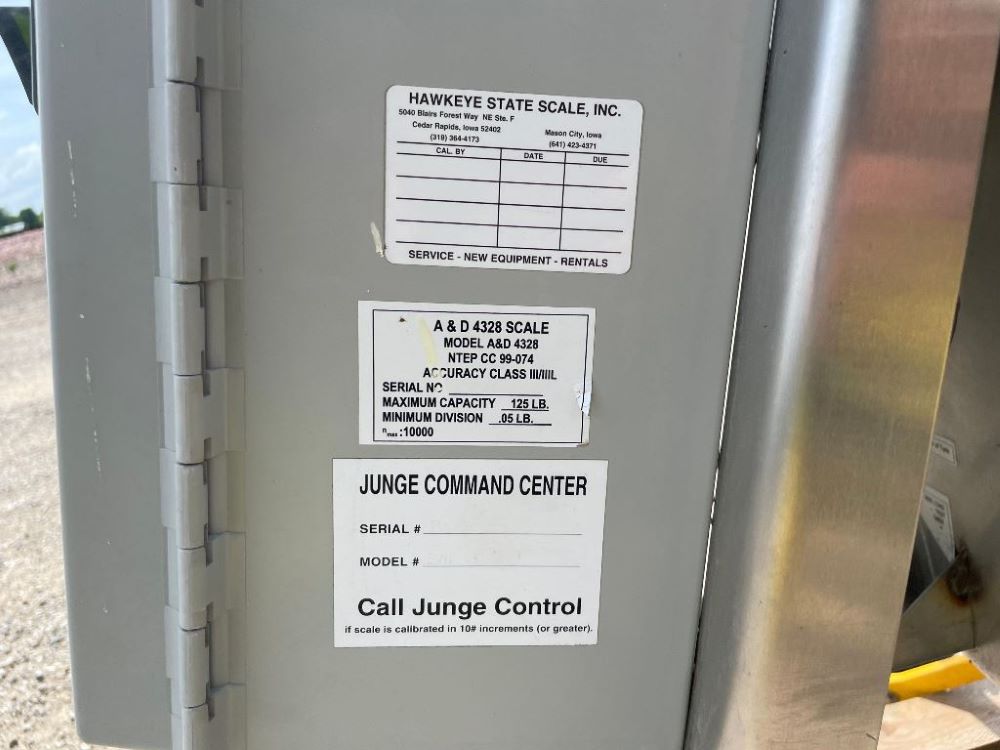 HAWKEYE STATE SCALE, INC.
5040 Blairs Forest Way NE Ste. F
Cedar Rapids, Iowa 52402
Mason City, Iowa
(319) 364-4173
(641) 423-4371
CAL. BY DATE DUE
SERVICE - NEW EQUIPMENT - RENTALS
A & D 4328 SCALE
MODEL A&D 4328
NTEP CC 99-074
ACCURACY CLASS III/IIIL
SERIAL NO
MAXIMUM CAPACITY 125 LB.
MINIMUM DIVISION .05 LB.
nmax :10000
JUNGE COMMAND CENTER
SERIAL #
MODEL #
Call Junge Control
if scale is calibrated in 10# increments (or greater).